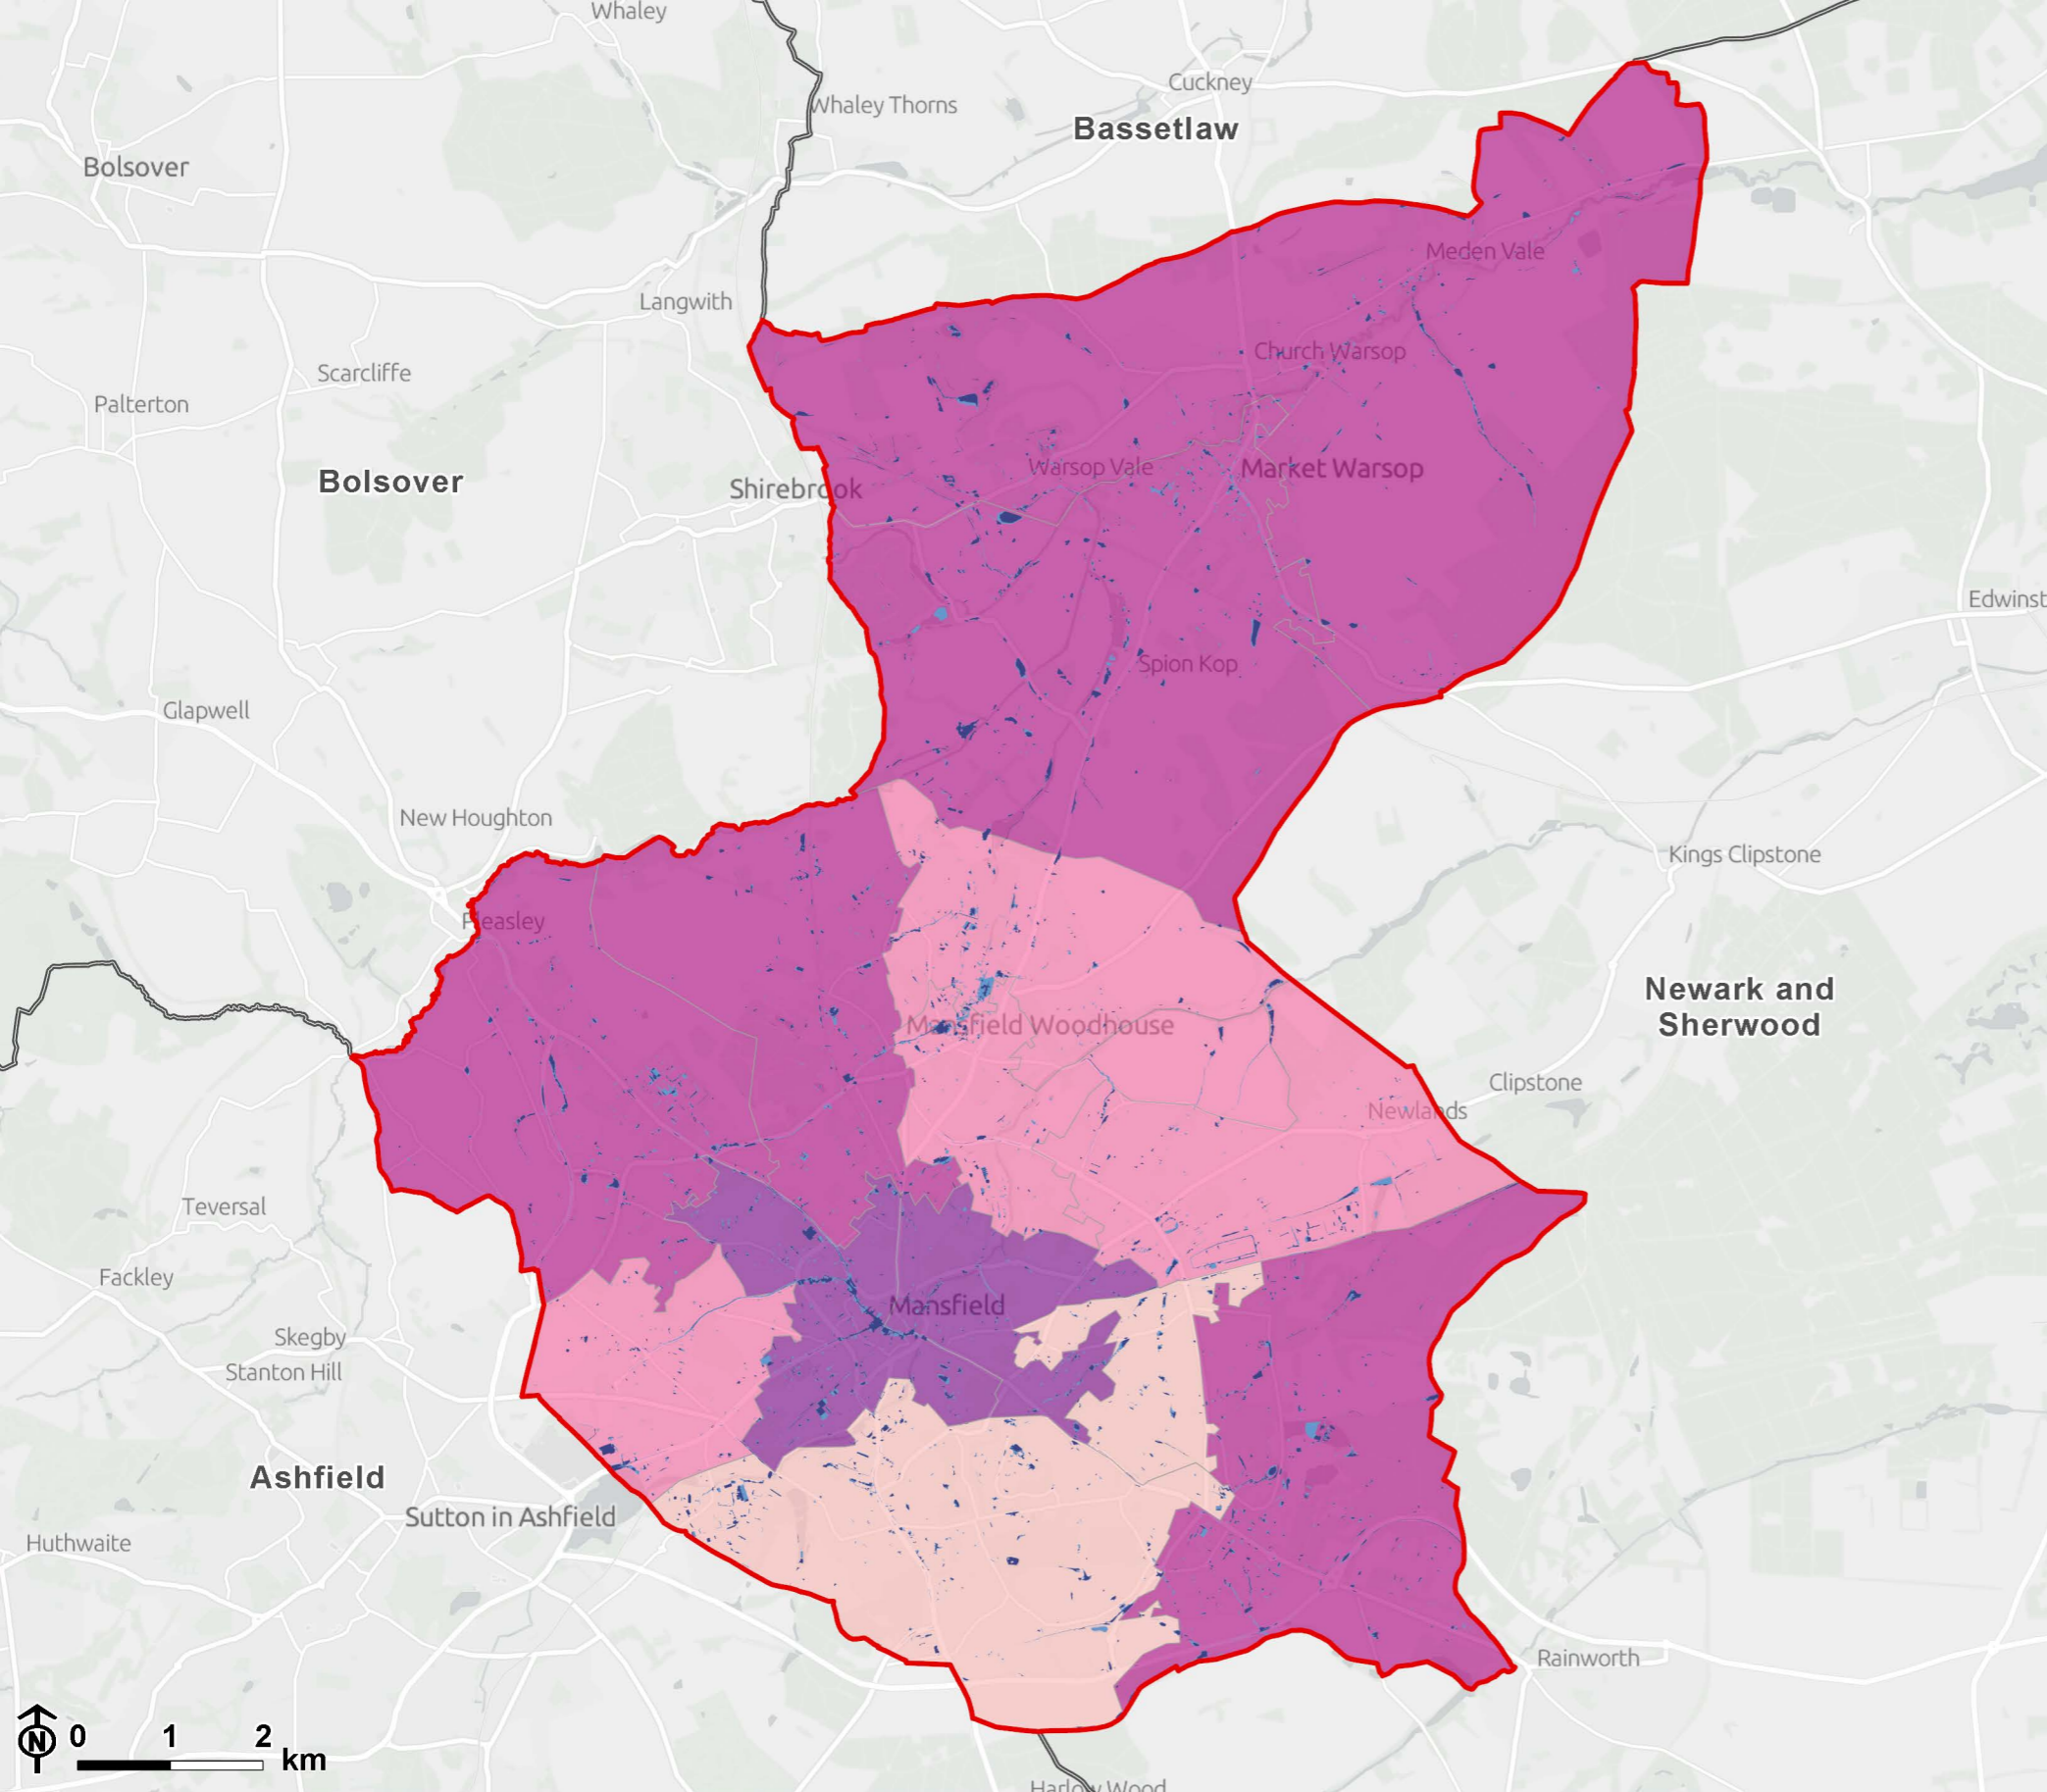 Whaley
Cuckney
Whaley Thorns
Bassetlaw
Bolsover
Meden Vale
Langwith
Church Warsop
Scarcliffe
Palterton
Warsop Vale
Market Warsop
Bolsover
Shirebrook
Edwinst
Spion Kop
Glapwell
New Houghton
Kings Clipstone
Pleasley
Newark and
Sherwood
Mansfield Woodhouse
Clipstone
Newlands
Teversal
Fackley
Mansfield
Skegby
Stanton Hill
Ashfield
Sutton in Ashfield
Huthwaite
Rainworth
N
0 1 2
km
Harlow Wood